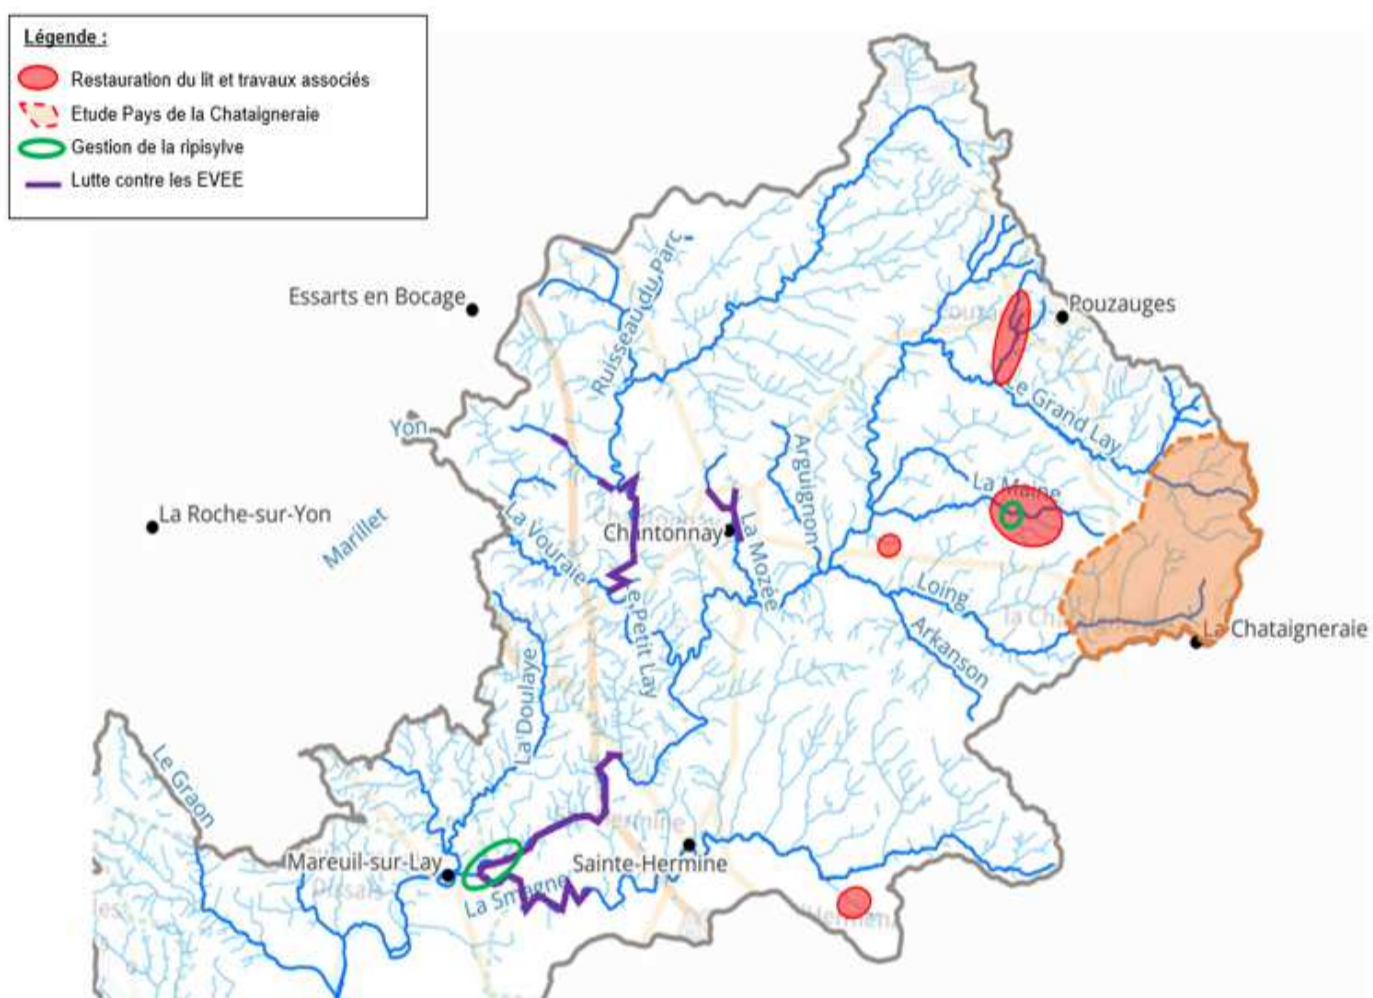 Légende :
Restauration du lit et travaux associés
Etude Pays de la Chataigneraie
Gestion de la ripisylve
Lutte contre les EVEE
Essarts en Bocage
Ruisseau du Parc
Pouzauges
Le Grand Lay
Yon
La Roche-sur-Yon
Marillet
Arguignon
La Maine
La Vouraie
Chantonnay
La Mozée
Loing
La Chataigneraie
Arkanson
e Petit Lay
La Doulaye
Le Graon
Mareuil-sur-Lay
Sainte-Hermine
La Smagne